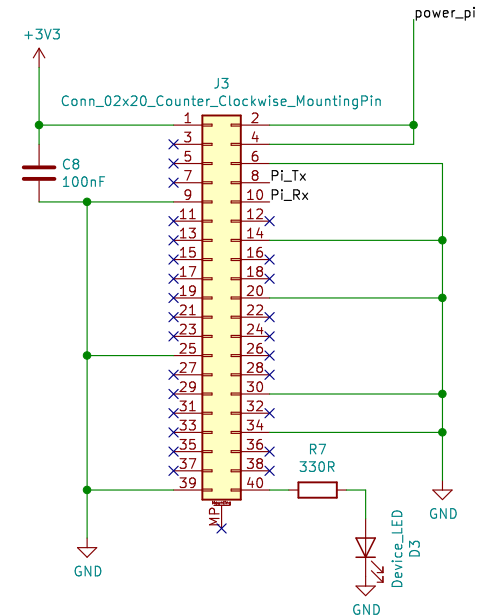 power_pi
+3V3
J3
Conn_02x20_Counter_Clockwise_MountingPin
1 2
3 4
C8
100nF
5 6
7 8 Pi_Tx
9 10 Pi_Rx
11 12
13 14
15 16
17 18
19 20
21 22
23 24
25 26
27 28
29 30
31 32
33 34
35 36
37 38
39 40
R7
330R
Mounting
MP
GND
GND
Device_LED
D3
GND